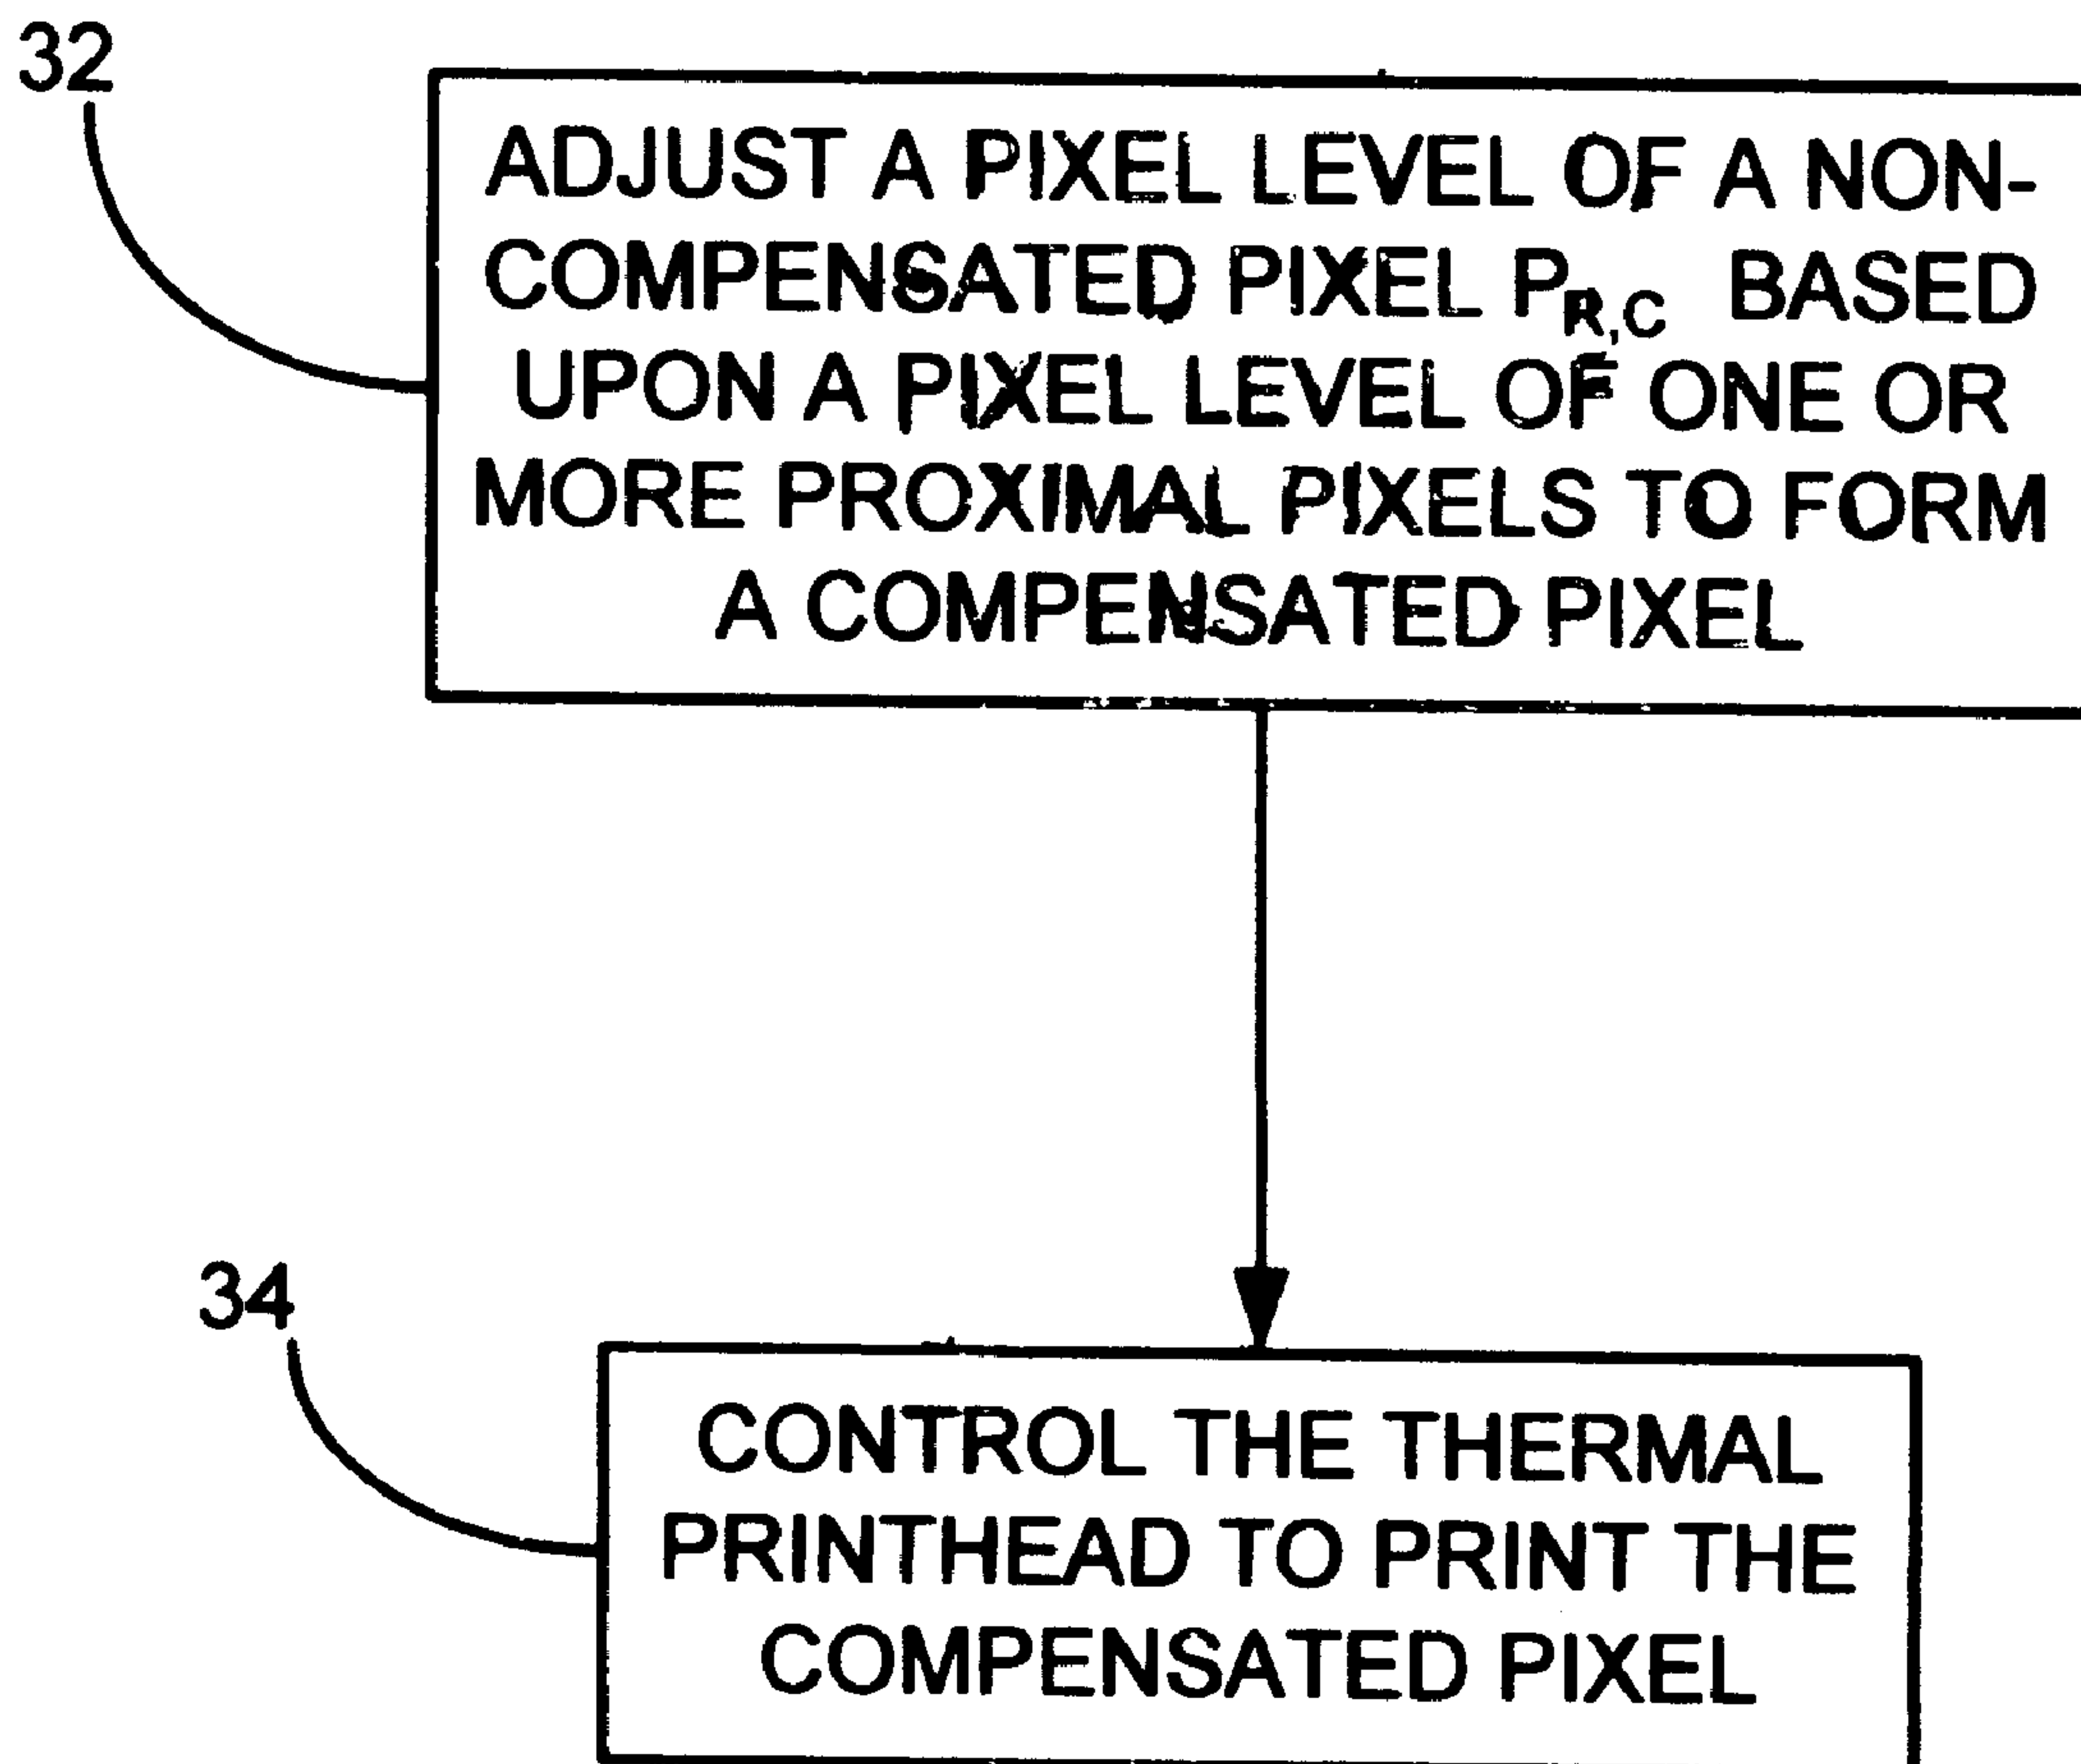 32
ADJUST A PIXEL LEVEL OF A NON-
COMPENSATED PIXEL P_R,C BASED
UPON A PIXEL LEVEL OF ONE OR
MORE PROXIMAL PIXELS TO FORM
A COMPENSATED PIXEL
34
CONTROL THE THERMAL
PRINTHEAD TO PRINT THE
COMPENSATED PIXEL